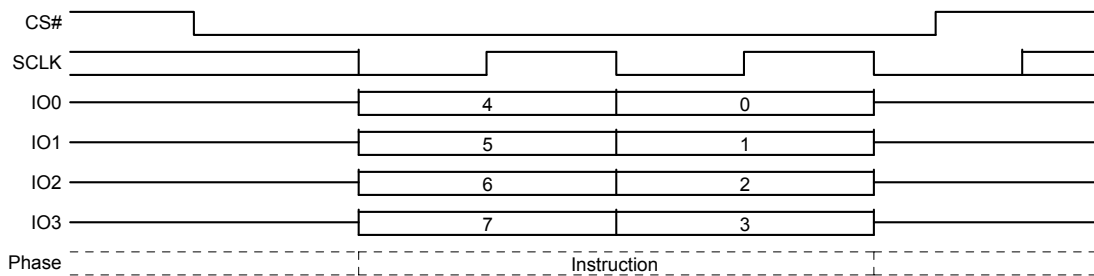 CS#
SCLK
IO0 4 0
IO1 5 1
IO2 6 2
IO3 7 3
Phase Instruction